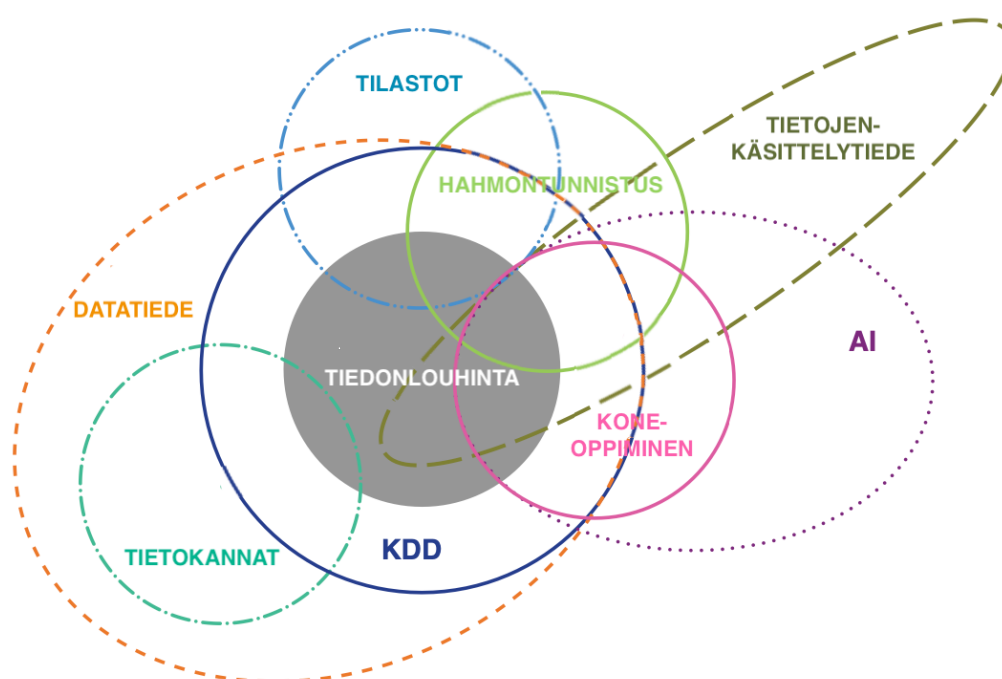 TILASTOT
TIETOJEN-
KÄSITTELYTIEDE
HAHMONTUNNISTUS
DATATIEDE
AI
TIEDONLOUHINTA
KONE-
OPPIMINEN
KDD
TIETOKANNAT